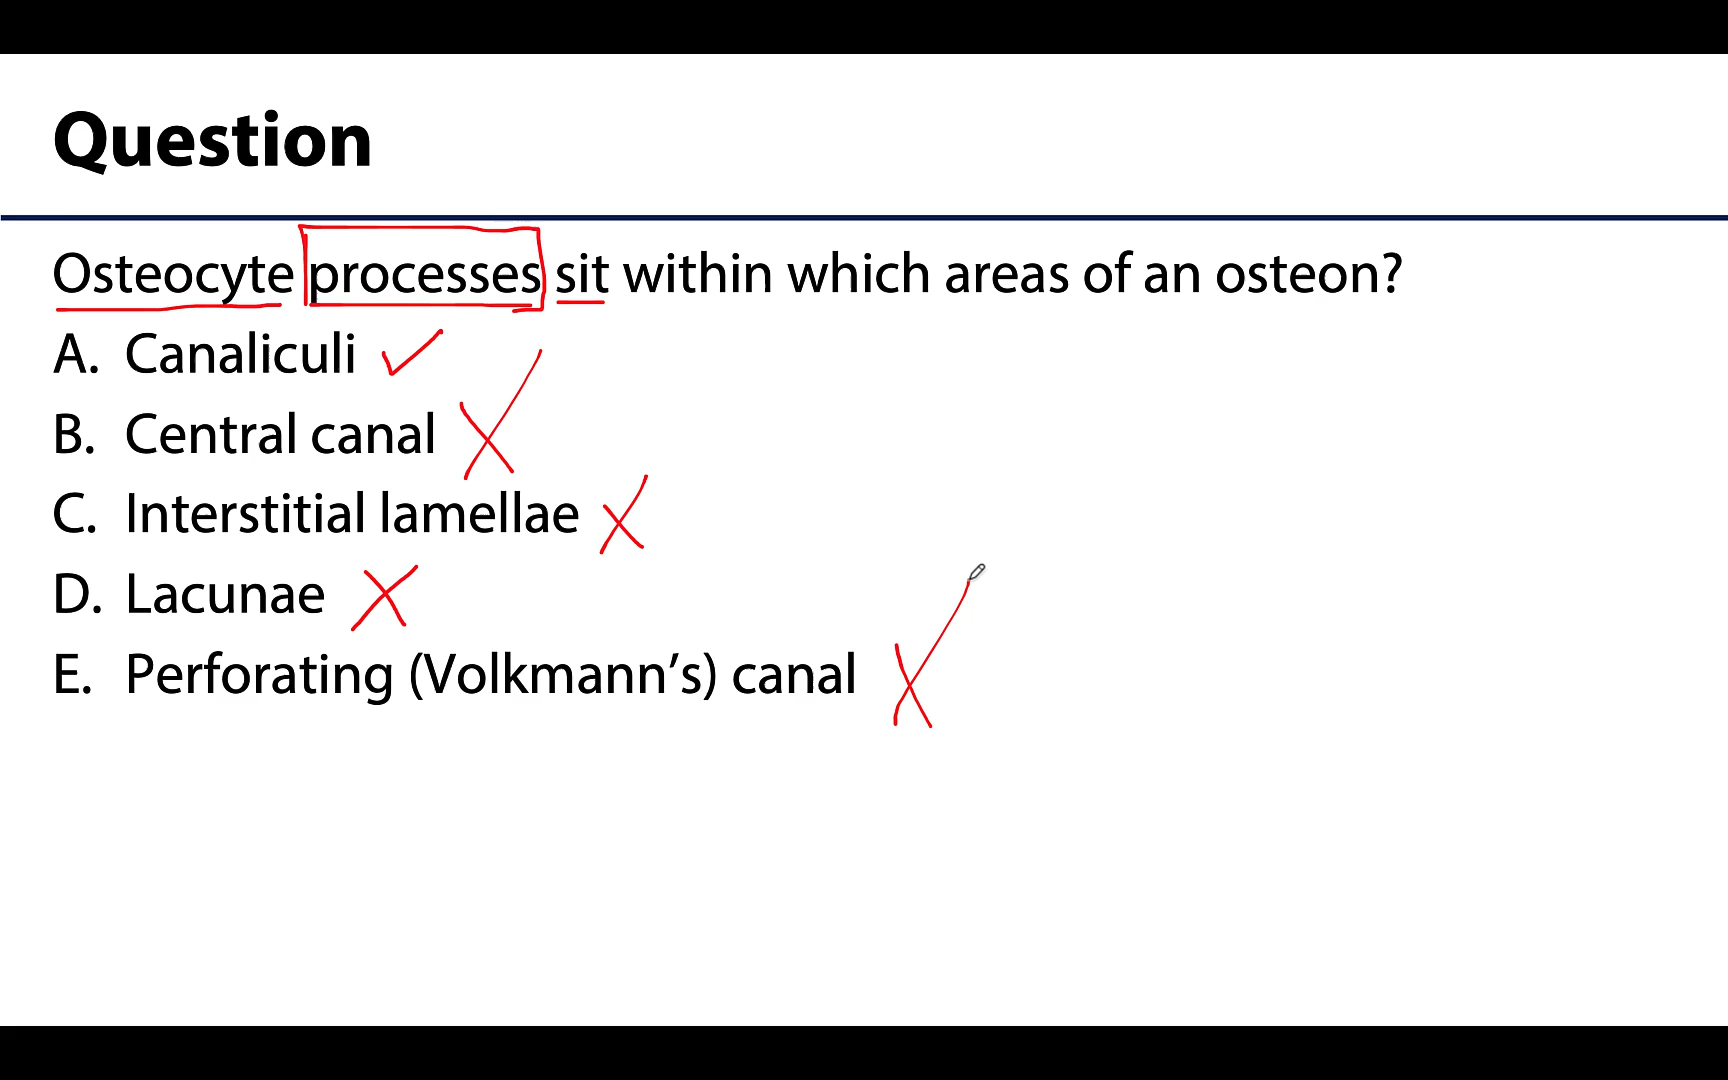 Question
Osteocyte processes sit within which areas of an osteon?
A. Canaliculi
B. Central canal
C. Interstitial lamellae
D. Lacunae
E. Perforating (Volkmann’s) canal